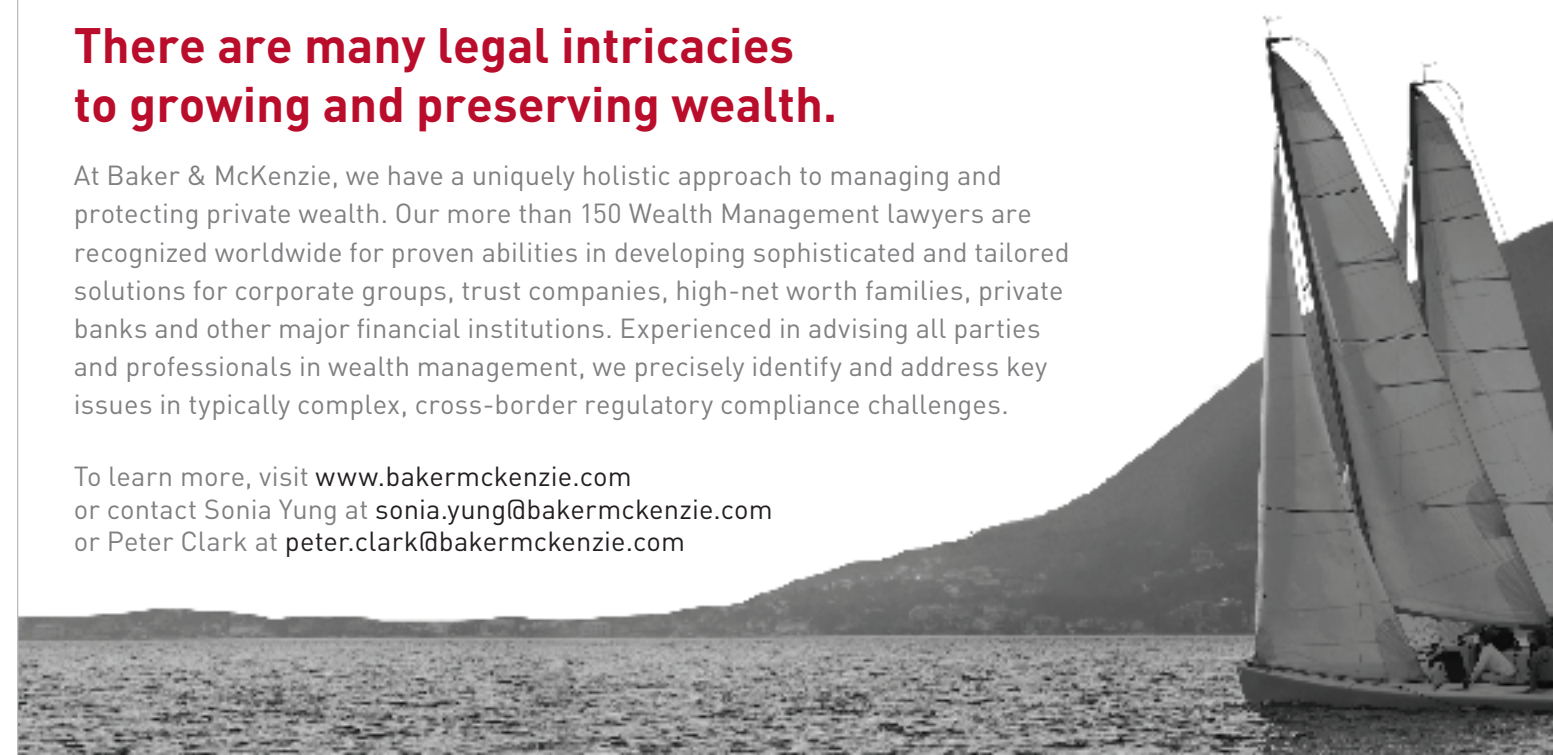 There are many legal intricacies
to growing and preserving wealth.
At Baker & McKenzie, we have a uniquely holistic approach to managing and
protecting private wealth. Our more than 150 Wealth Management lawyers are
recognized worldwide for proven abilities in developing sophisticated and tailored
solutions for corporate groups, trust companies, high-net worth families, private
banks and other major financial institutions. Experienced in advising all parties
and professionals in wealth management, we precisely identify and address key
issues in typically complex, cross-border regulatory compliance challenges.
To learn more, visit www.bakermckenzie.com
or contact Sonia Yung at sonia.yung@bakermckenzie.com
or Peter Clark at peter.clark@bakermckenzie.com